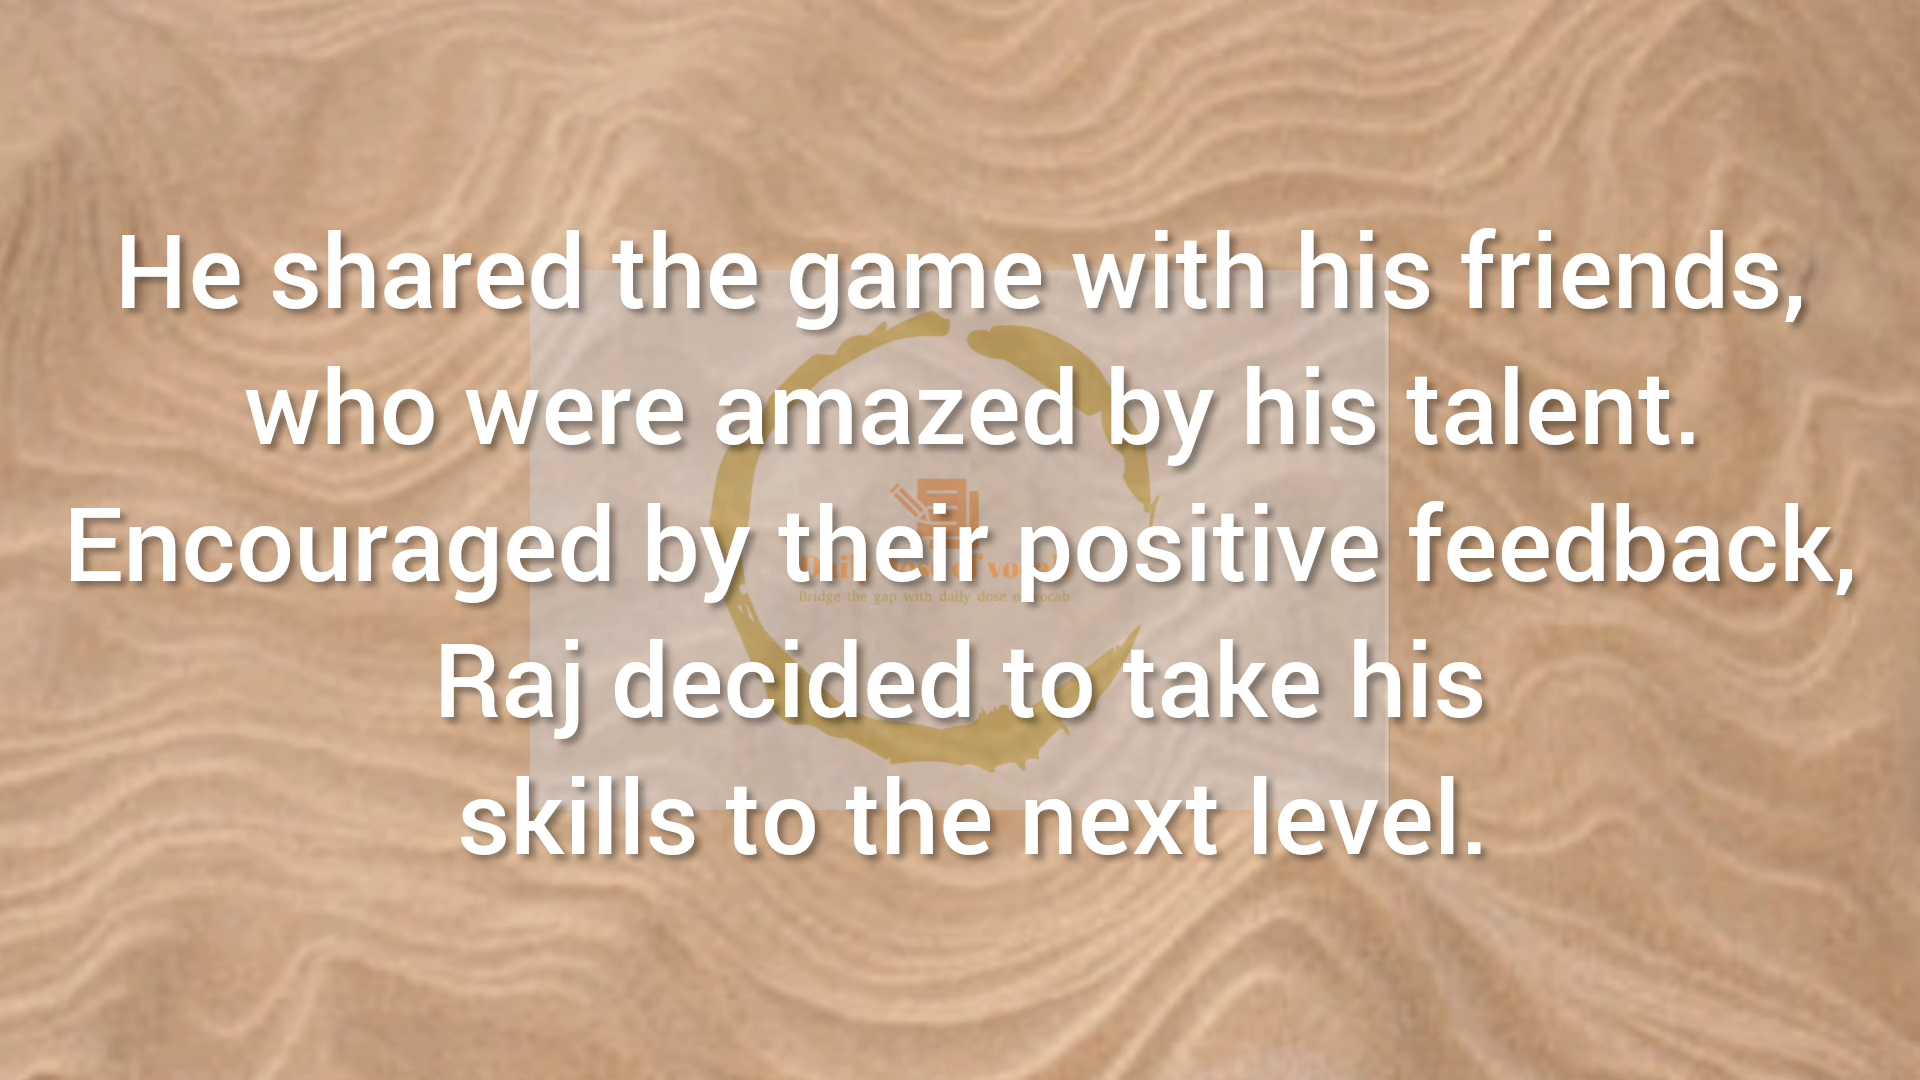 He shared the game with his friends,
who were amazed by his talent.
Encouraged by their positive feedback,
Raj decided to take his
skills to the next level.
Bridge the gap with daily dose of vocab